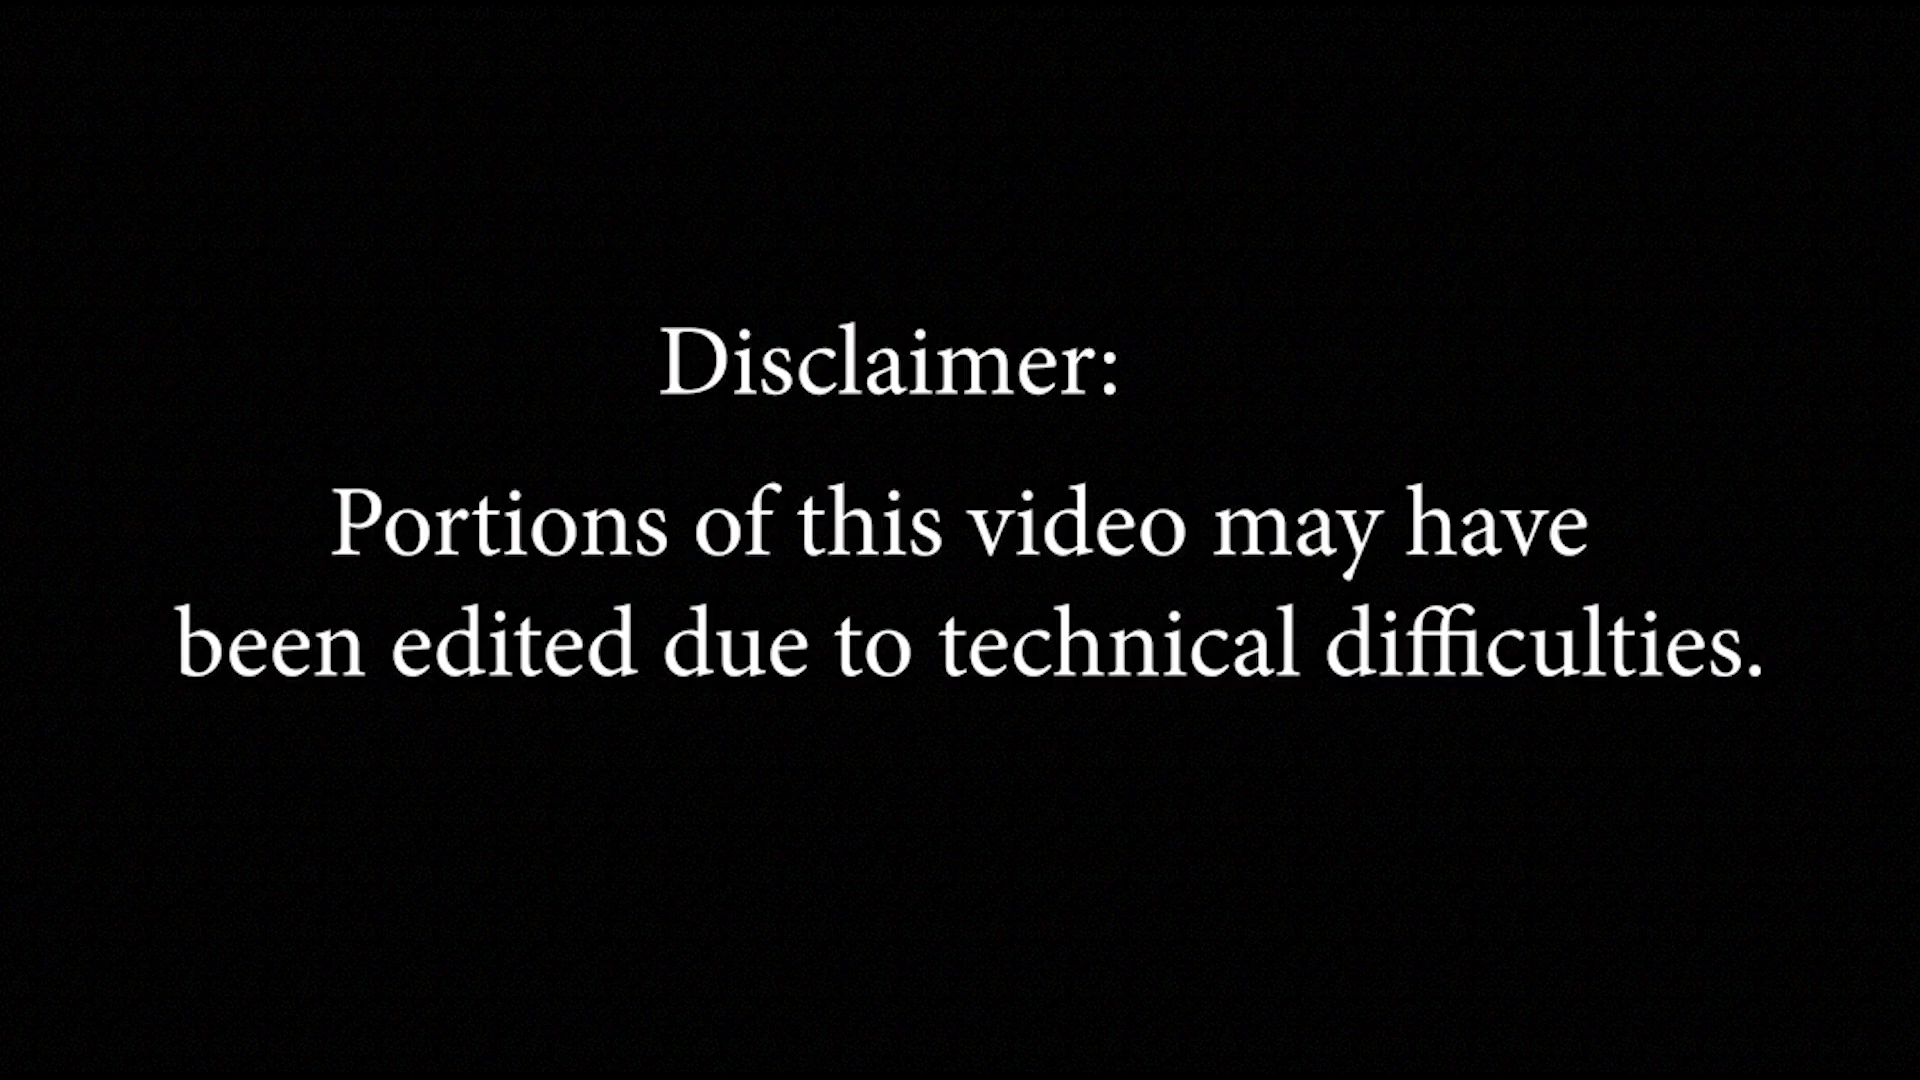 Disclaimer:
Portions of this video may have
been edited due to technical difficulties.